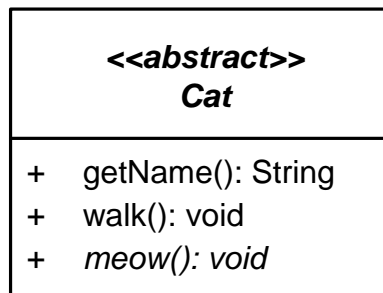 <<abstract>>
Cat
+ getName(): String
+ walk(): void
+ meow(): void